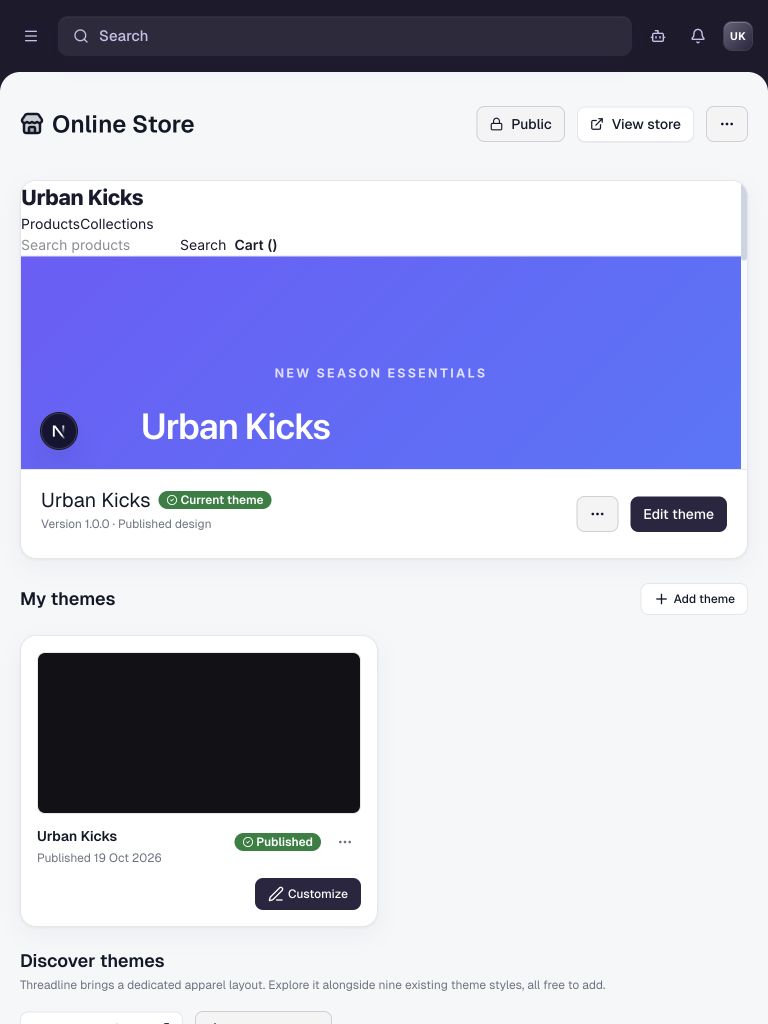 Search
UK
Online Store
Public
View store
Urban Kicks
ProductsCollections
Search products Search Cart ()
NEW SEASON ESSENTIALS
Urban Kicks
N
Urban Kicks
Current theme
Version 1.0.0 · Published design
Edit theme
My themes
Add theme
Urban Kicks
Published
Published 19 Oct 2026
Customize
Discover themes
Threadline brings a dedicated apparel layout. Explore it alongside nine existing theme styles, all free to add.